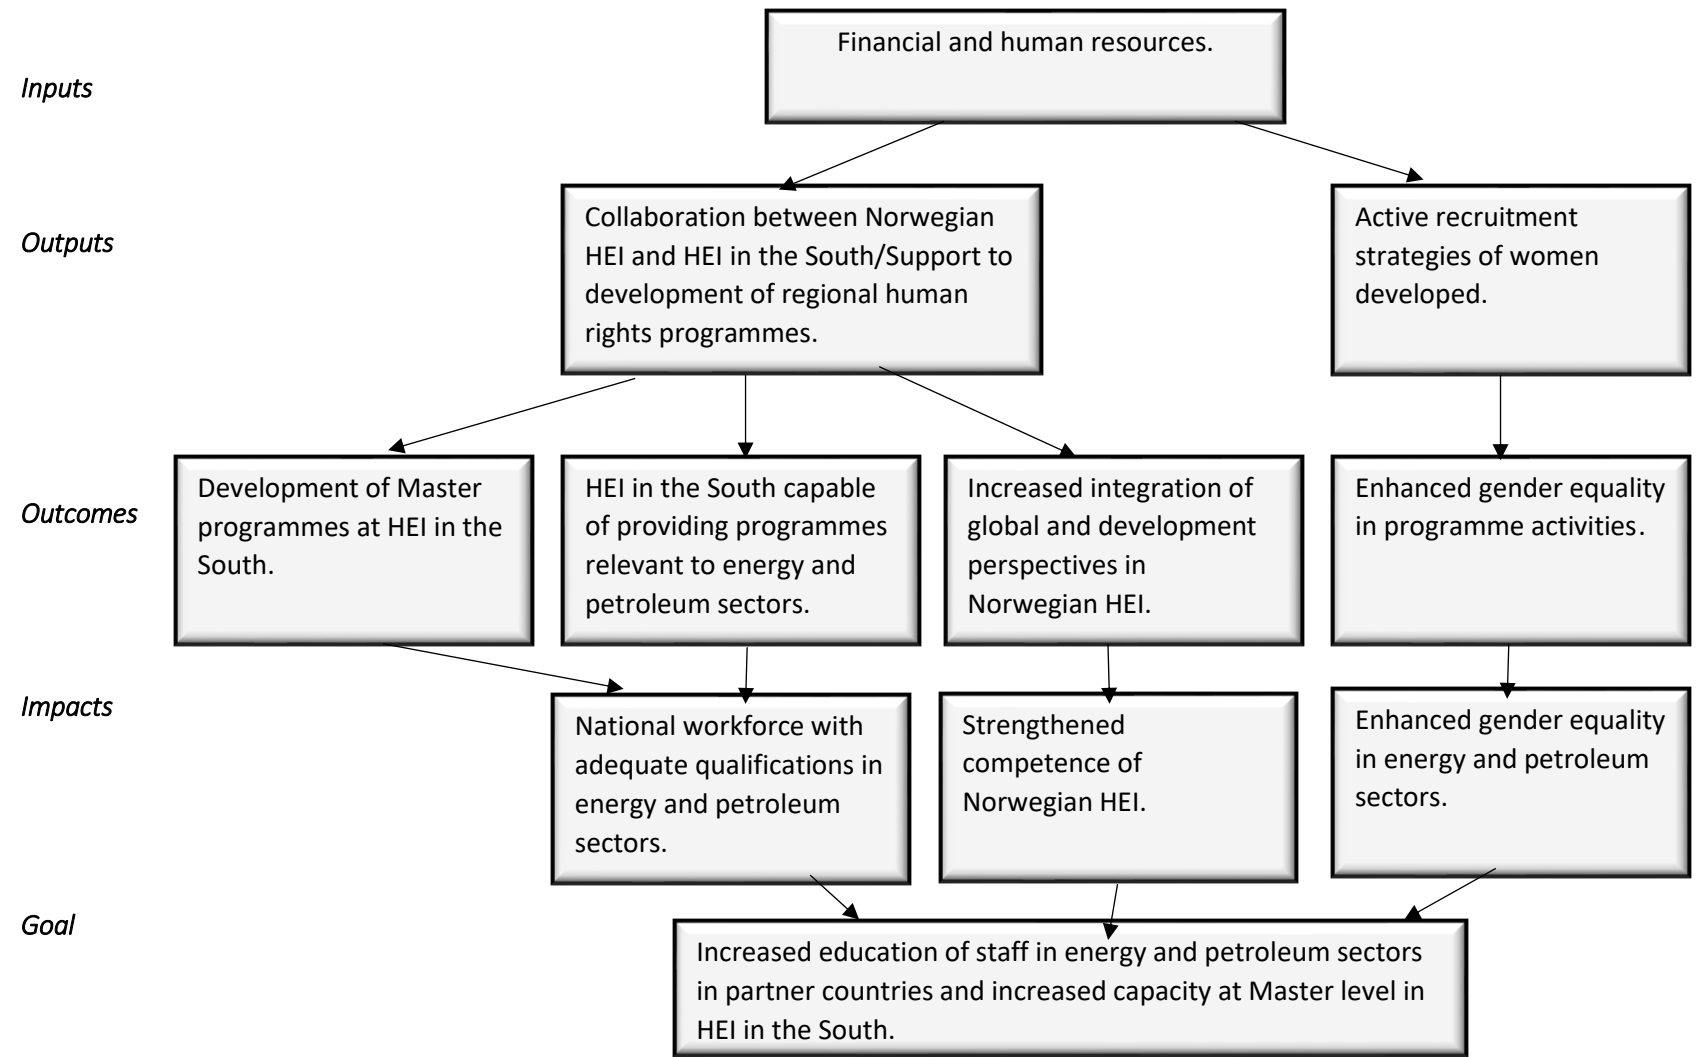 Financial and human resources.
Inputs
Outputs
Collaboration between Norwegian
HEI and HEI in the South/Support to
development of regional human
rights programmes.
Active recruitment
strategies of women
developed.
Outcomes
Development of Master
programmes at HEI in the
South.
HEI in the South capable
of providing programmes
relevant to energy and
petroleum sectors.
Increased integration of
global and development
perspectives in
Norwegian HEI.
Enhanced gender equality
in programme activities.
Impacts
National workforce with
adequate qualifications in
energy and petroleum
sectors.
Strengthened
competence of
Norwegian HEI.
Enhanced gender equality
in energy and petroleum
sectors.
Goal
Increased education of staff in energy and petroleum sectors
in partner countries and increased capacity at Master level in
HEI in the South.